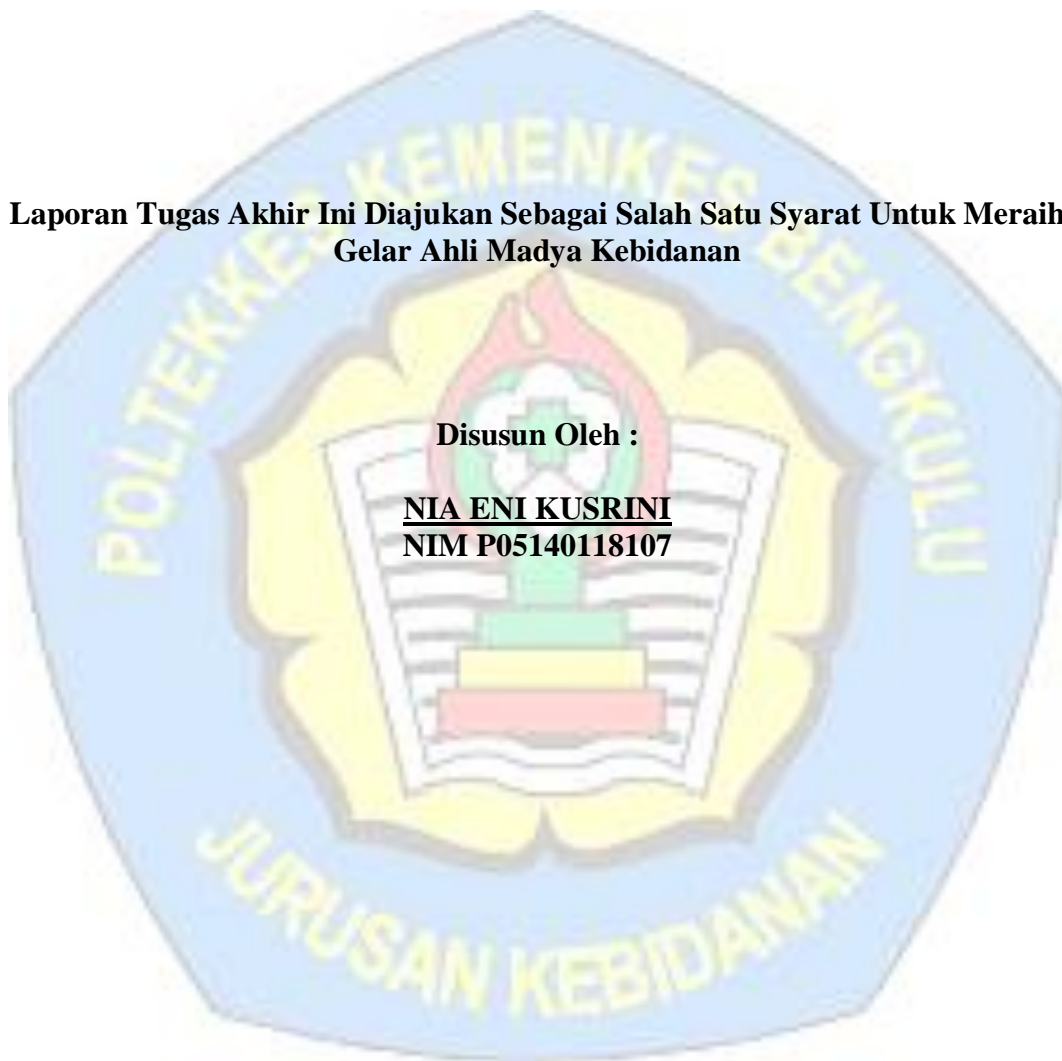 POLTEKKES KEMENKES BENGKULU
Laporan Tugas Akhir Ini Diajukan Sebagai Salah Satu Syarat Untuk Meraih
Gelar Ahli Madya Kebidanan
Disusun Oleh :
NIA ENI KUSRINI
NIM P05140118107
JURUSAN KEBIDANAN